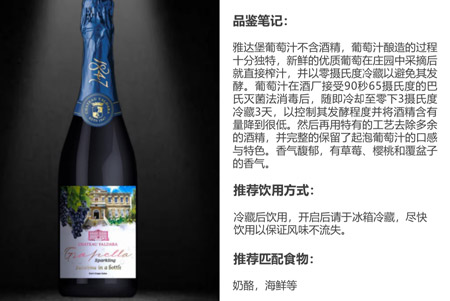 品鉴笔记：
雅达堡葡萄汁不含酒精，葡萄汁酿造的过程
十分独特，新鲜的优质葡萄在庄园中采摘后
就直接榨汁，并以零摄氏度冷藏以避免其发
酵。葡萄汁在酒厂接受90秒65摄氏度的巴
氏灭菌法消毒后，随即冷却至零下3摄氏度
冷藏3天，以控制其发酵程度并将酒精含有
量降到很低。然后再用特有的工艺去除多余
的酒精，并完整的保留了起泡葡萄汁的口感
与特色。香气馥郁，有草莓、樱桃和覆盆子
的香气。
推荐饮用方式：
冷藏后饮用，开启后请于冰箱冷藏，尽快
饮用以保证风味不流失。
推荐匹配食物：
奶酪，海鲜等
1847
CHATEAU YALDARA
Grapella
Sparkling
in a bottle